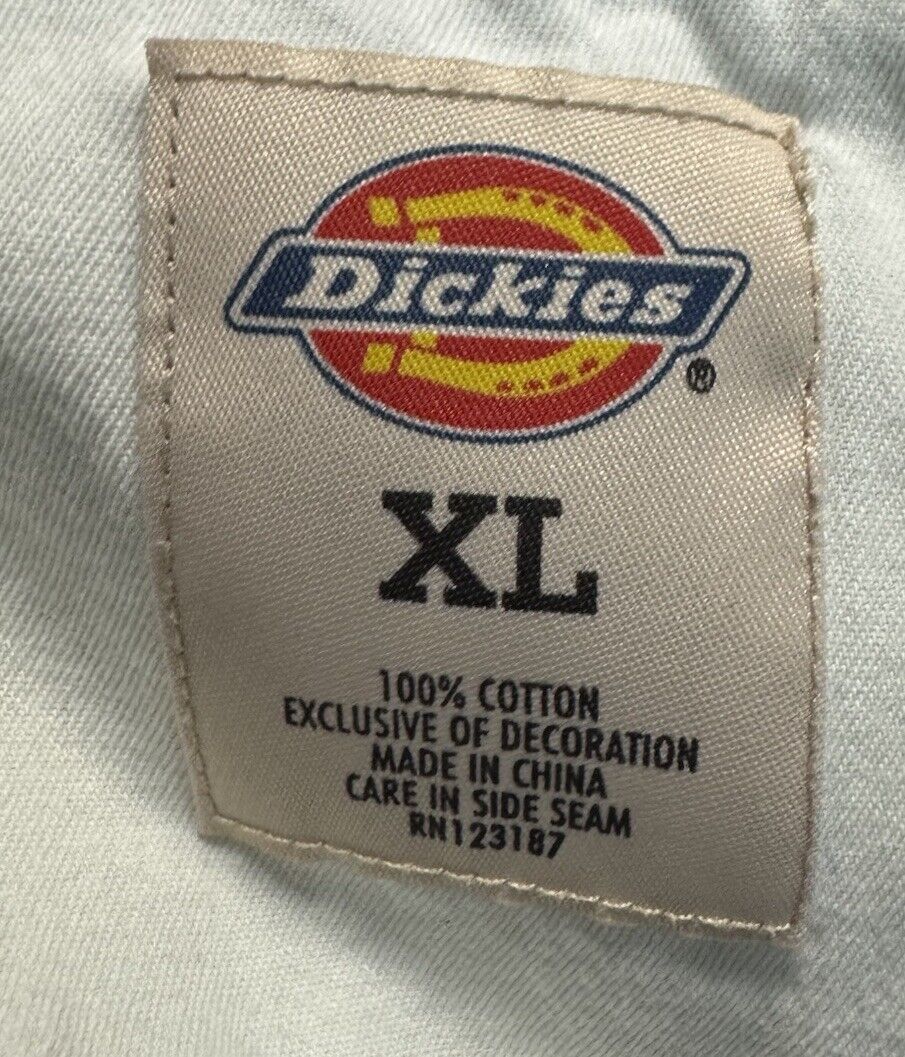 Dickies
®
XL
100% COTTON
EXCLUSIVE OF DECORATION
MADE IN CHINA
CARE IN SIDE SEAM
RN123187